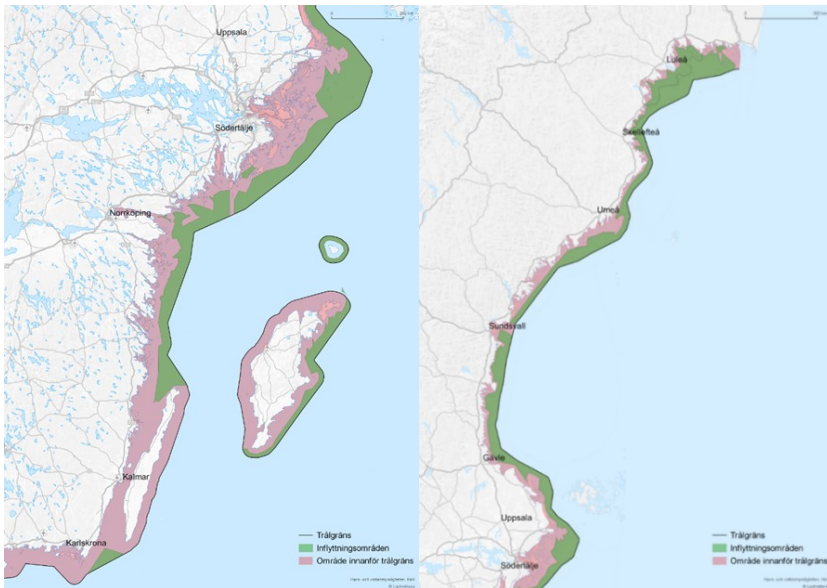 Uppsala
Södertälje
Norrköping
Kalmar
Karlskrona
Trålgräns
Inflyttningsområden
Område innanför trålgräns
Luleå
Skellefteå
Umeå
Sundsvall
Gävle
Uppsala
Södertälje
Trålgräns
Inflyttningsområden
Område innanför trålgräns